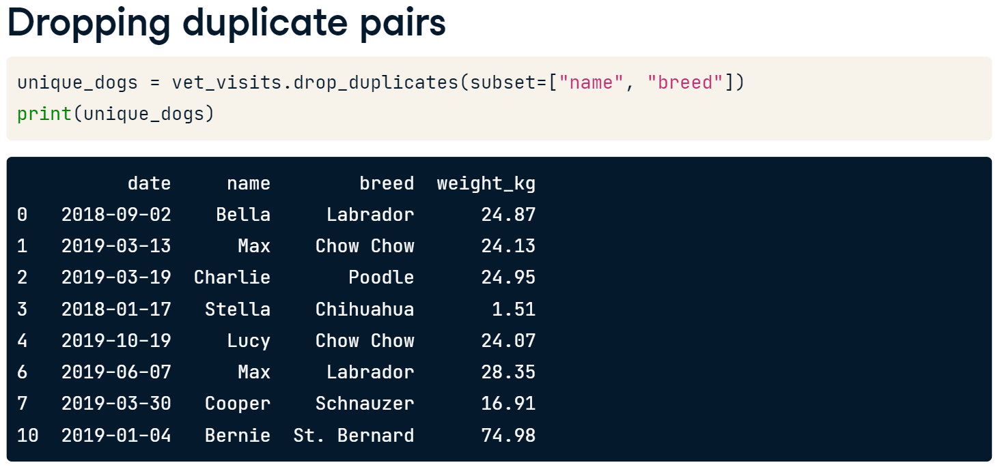 Dropping duplicate pairs
unique_dogs = vet_visits.drop_duplicates(subset=["name", "breed"])
print(unique_dogs)
date name breed weight_kg
0 2018-09-02 Bella Labrador 24.87
1 2019-03-13 Max Chow Chow 24.13
2 2019-03-19 Charlie Poodle 24.95
3 2018-01-17 Stella Chihuahua 1.51
4 2019-10-19 Lucy Chow Chow 24.07
6 2019-06-07 Max Labrador 28.35
7 2019-03-30 Cooper Schnauzer 16.91
10 2019-01-04 Bernie St. Bernard 74.98